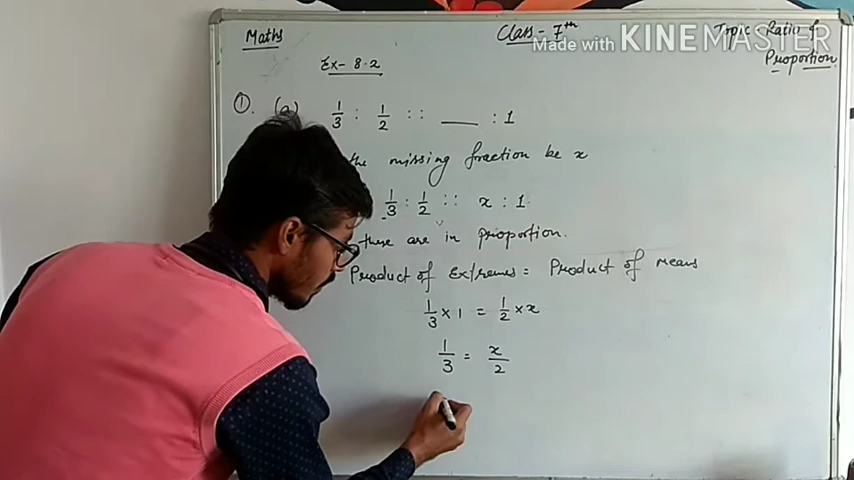 Maths Class - 7th Topic Ratio &
Proportion
Made with KINEMASTER
Ex - 8.2
①. (a) 1/3 : 1/2 :: ___ : 1
the missing fraction be x
1/3 : 1/2 :: x : 1
these are in proportion.
Product of Extremes = Product of means
1/3 × 1 = 1/2 × x
1/3 = x/2